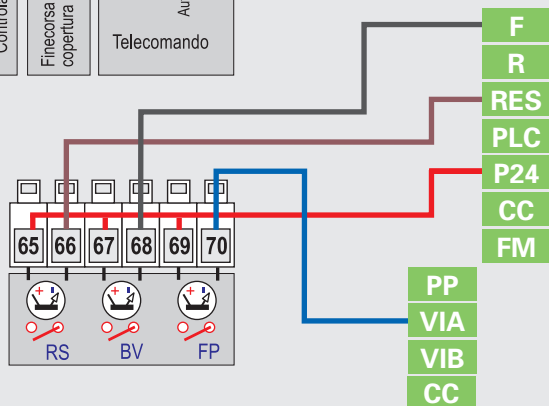 Controlla
Finecorsa
copertura
Au
Telecomando
F
R
RES
PLC
P24
CC
FM
65 66 67 68 69 70
RS BV FP
PP
VIA
VIB
CC